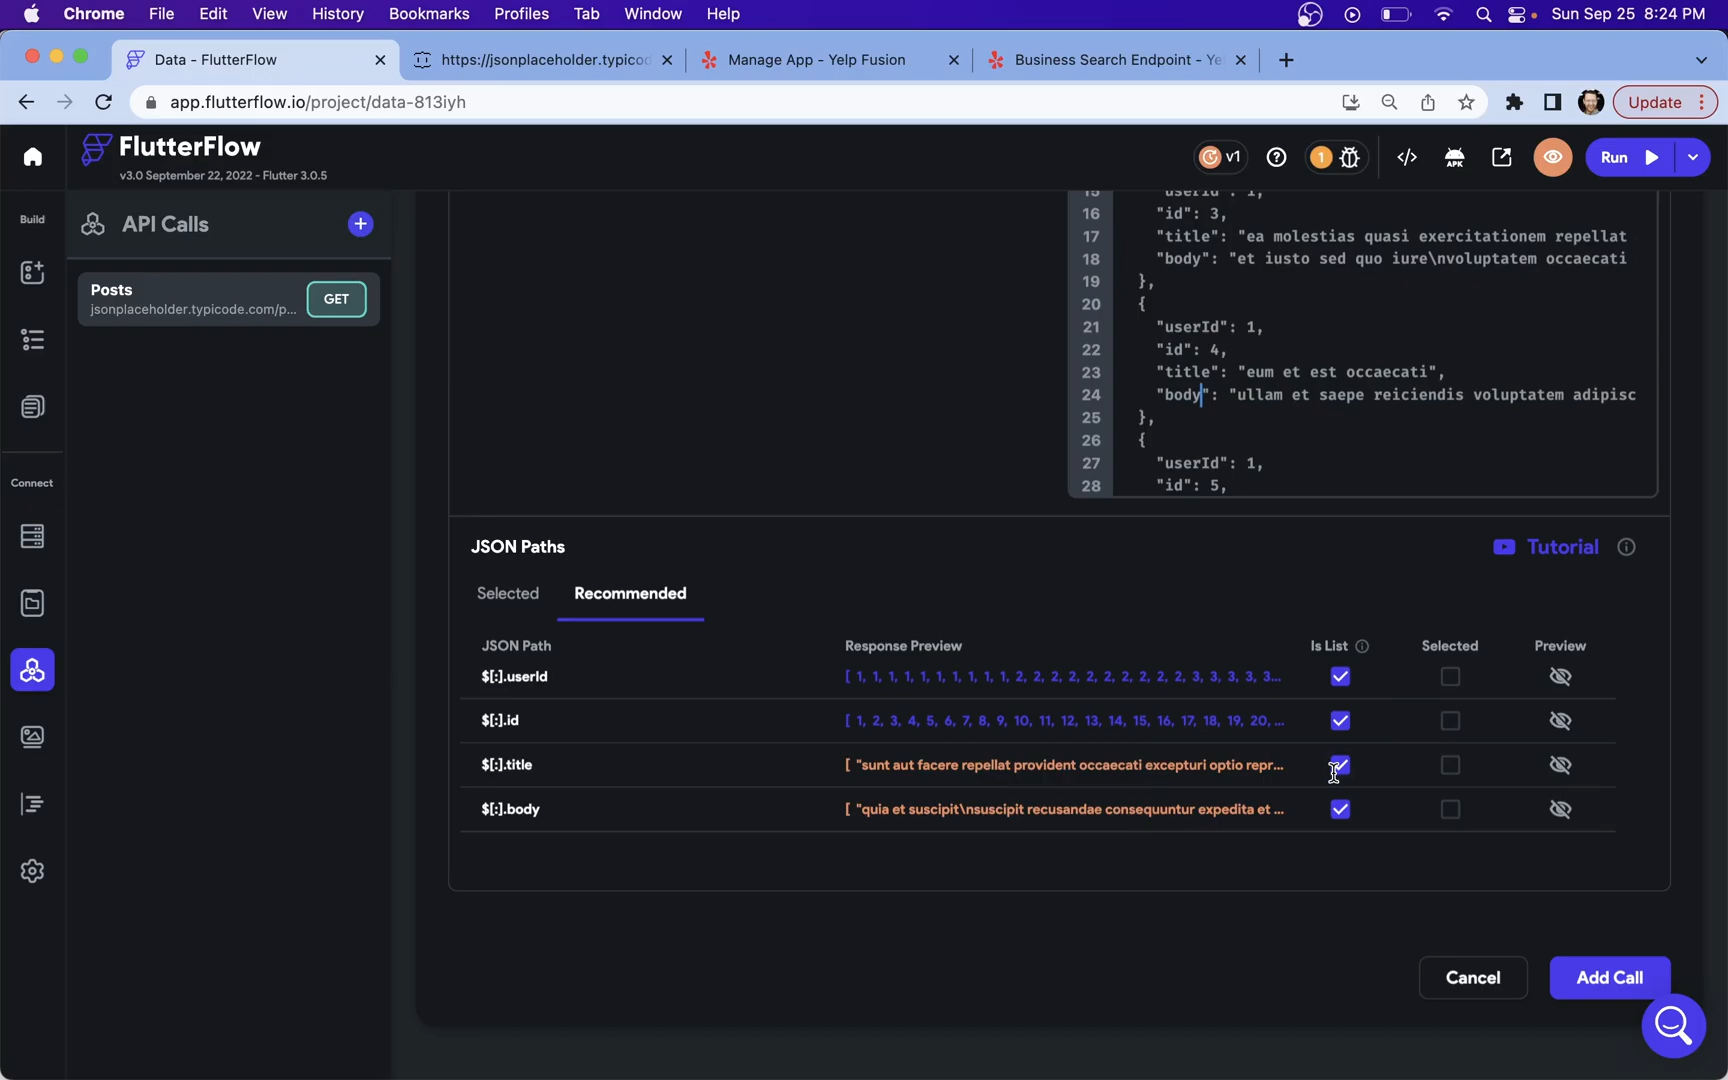 Chrome File Edit View History Bookmarks Profiles Tab Window Help Sun Sep 25 8:24 PM
Data - FlutterFlow https://jsonplaceholder.typicod Manage App - Yelp Fusion Business Search Endpoint - Ye
app.flutterflow.io/project/data-813iyh Update
FlutterFlow
v3.0 September 22, 2022 - Flutter 3.0.5
v1 1 APK Run
Build
API Calls
Posts
jsonplaceholder.typicode.com/p...
GET
Connect
15 "userId": 1,
16 "id": 3,
17 "title": "ea molestias quasi exercitationem repellat
18 "body": "et iusto sed quo iure\nvoluptatem occaecati
19 },
20 {
21 "userId": 1,
22 "id": 4,
23 "title": "eum et est occaecati",
24 "body": "ullam et saepe reiciendis voluptatem adipisc
25 },
26 {
27 "userId": 1,
28 "id": 5,
JSON Paths Tutorial
Selected Recommended
JSON Path Response Preview Is List Selected Preview
$[:].userId [ 1, 1, 1, 1, 1, 1, 1, 1, 1, 1, 2, 2, 2, 2, 2, 2, 2, 2, 2, 2, 3, 3, 3, 3, 3...
$[:].id [ 1, 2, 3, 4, 5, 6, 7, 8, 9, 10, 11, 12, 13, 14, 15, 16, 17, 18, 19, 20, ...
$[:].title [ "sunt aut facere repellat provident occaecati excepturi optio repr...
$[:].body [ "quia et suscipit\nsuscipit recusandae consequuntur expedita et ...
Cancel Add Call